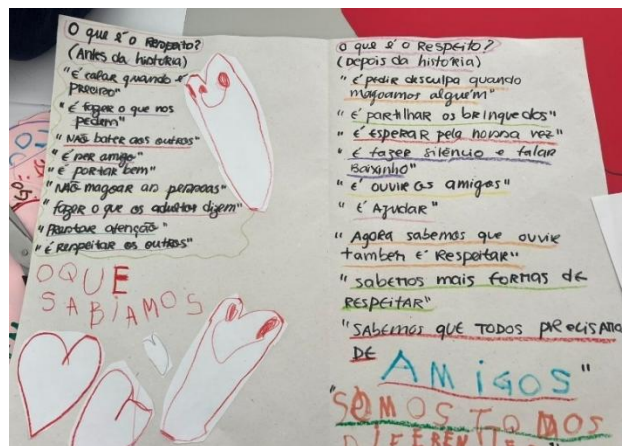 O que é o Respeito?
(Antes da história)
"É calar quando é
preciso"
"É fazer o que nos
pedem"
"Não bater aos outros"
"É ser amigo"
"É portar bem"
"Não magoar as pessoas"
"fazer o que os adultos dizem"
"Prestar atenção"
"É respeitar os outros"
O QUE
SABÍAMOS
O que é o Respeito?
(Depois da história)
"É pedir desculpa quando
magoamos alguém"
"É partilhar os brinquedos"
"É esperar pela nossa vez"
"É fazer silêncio e falar
baixinho"
"É ouvir os amigos"
"É Ajudar"
"Agora sabemos que ouvir
também é Respeitar"
"sabemos mais formas de
RESPEITAR"
"SABEMOS QUE TODOS PRECISAMOS
DE
AMIGOS"
"SOMOS TODOS
DIFERENTES